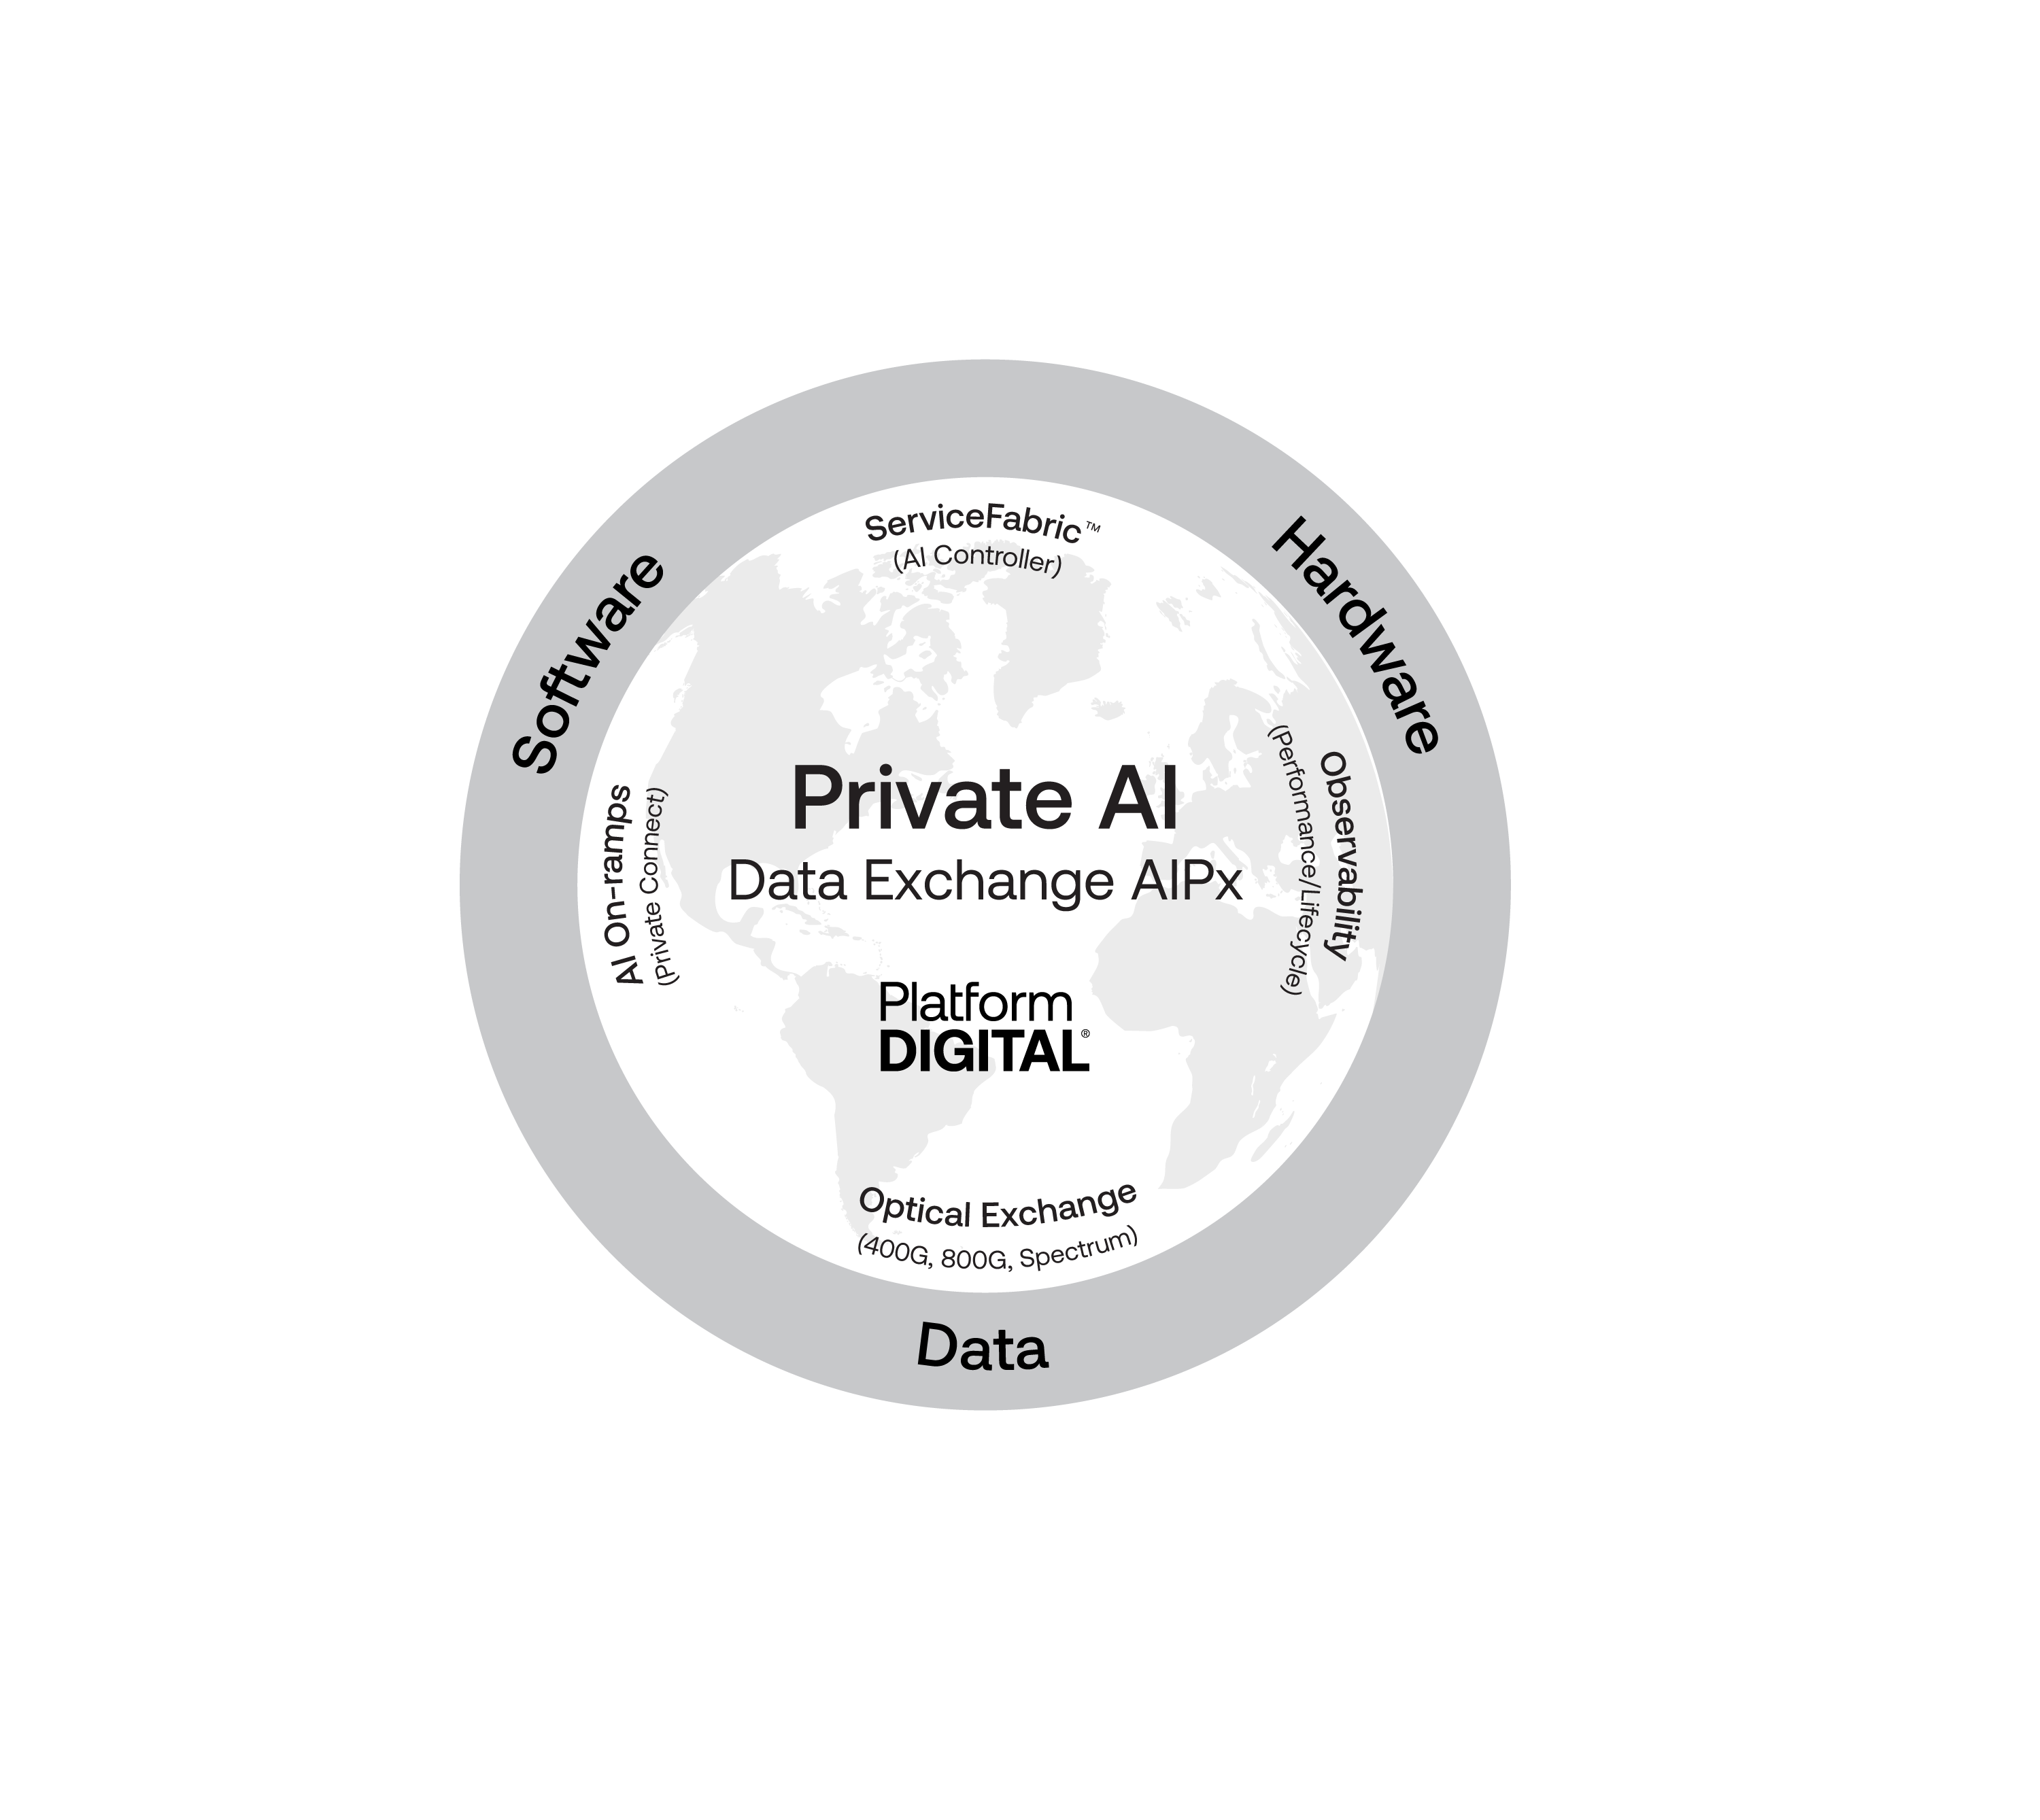 Software
Hardware
ServiceFabric™
(AI Controller)
AI On-ramps
(Private Connect)
Observability
(Performance/Lifecycle)
Private AI
Data Exchange AIPx
Platform
DIGITAL®
Optical Exchange
(400G, 800G, Spectrum)
Data